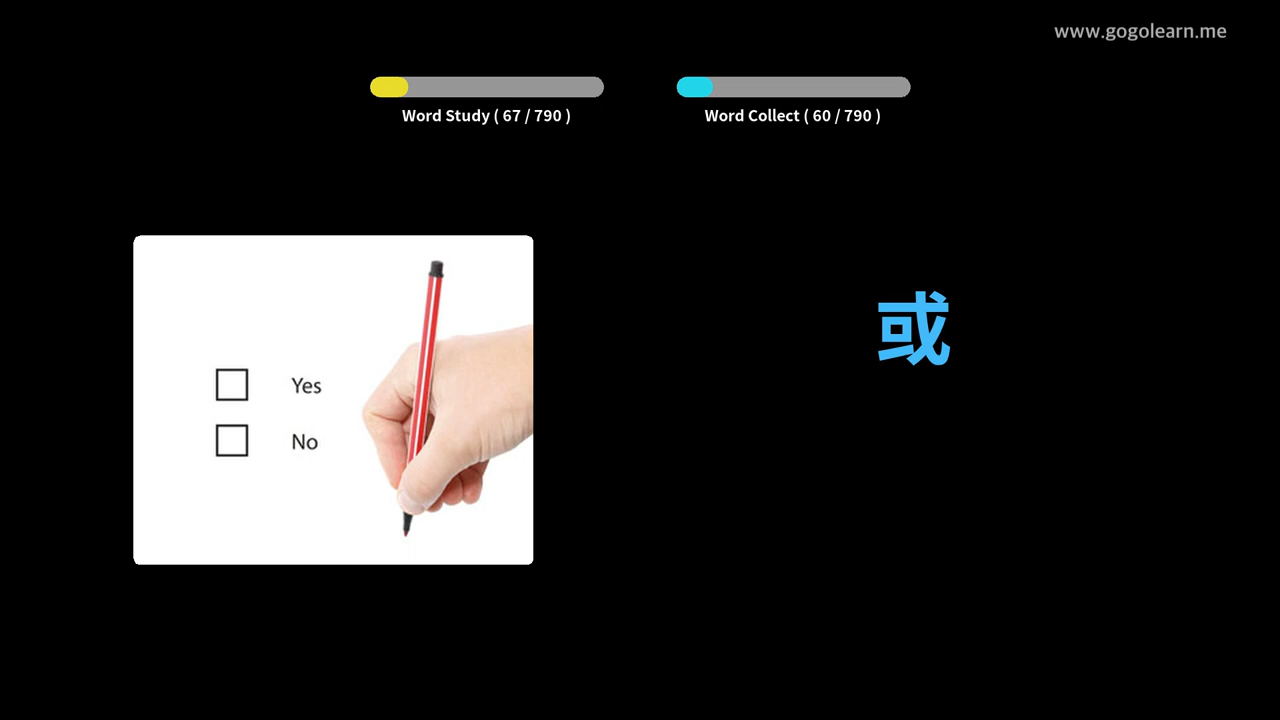 www.gogolearn.me
Word Study ( 67 / 790 )
Word Collect ( 60 / 790 )
Yes
No
或